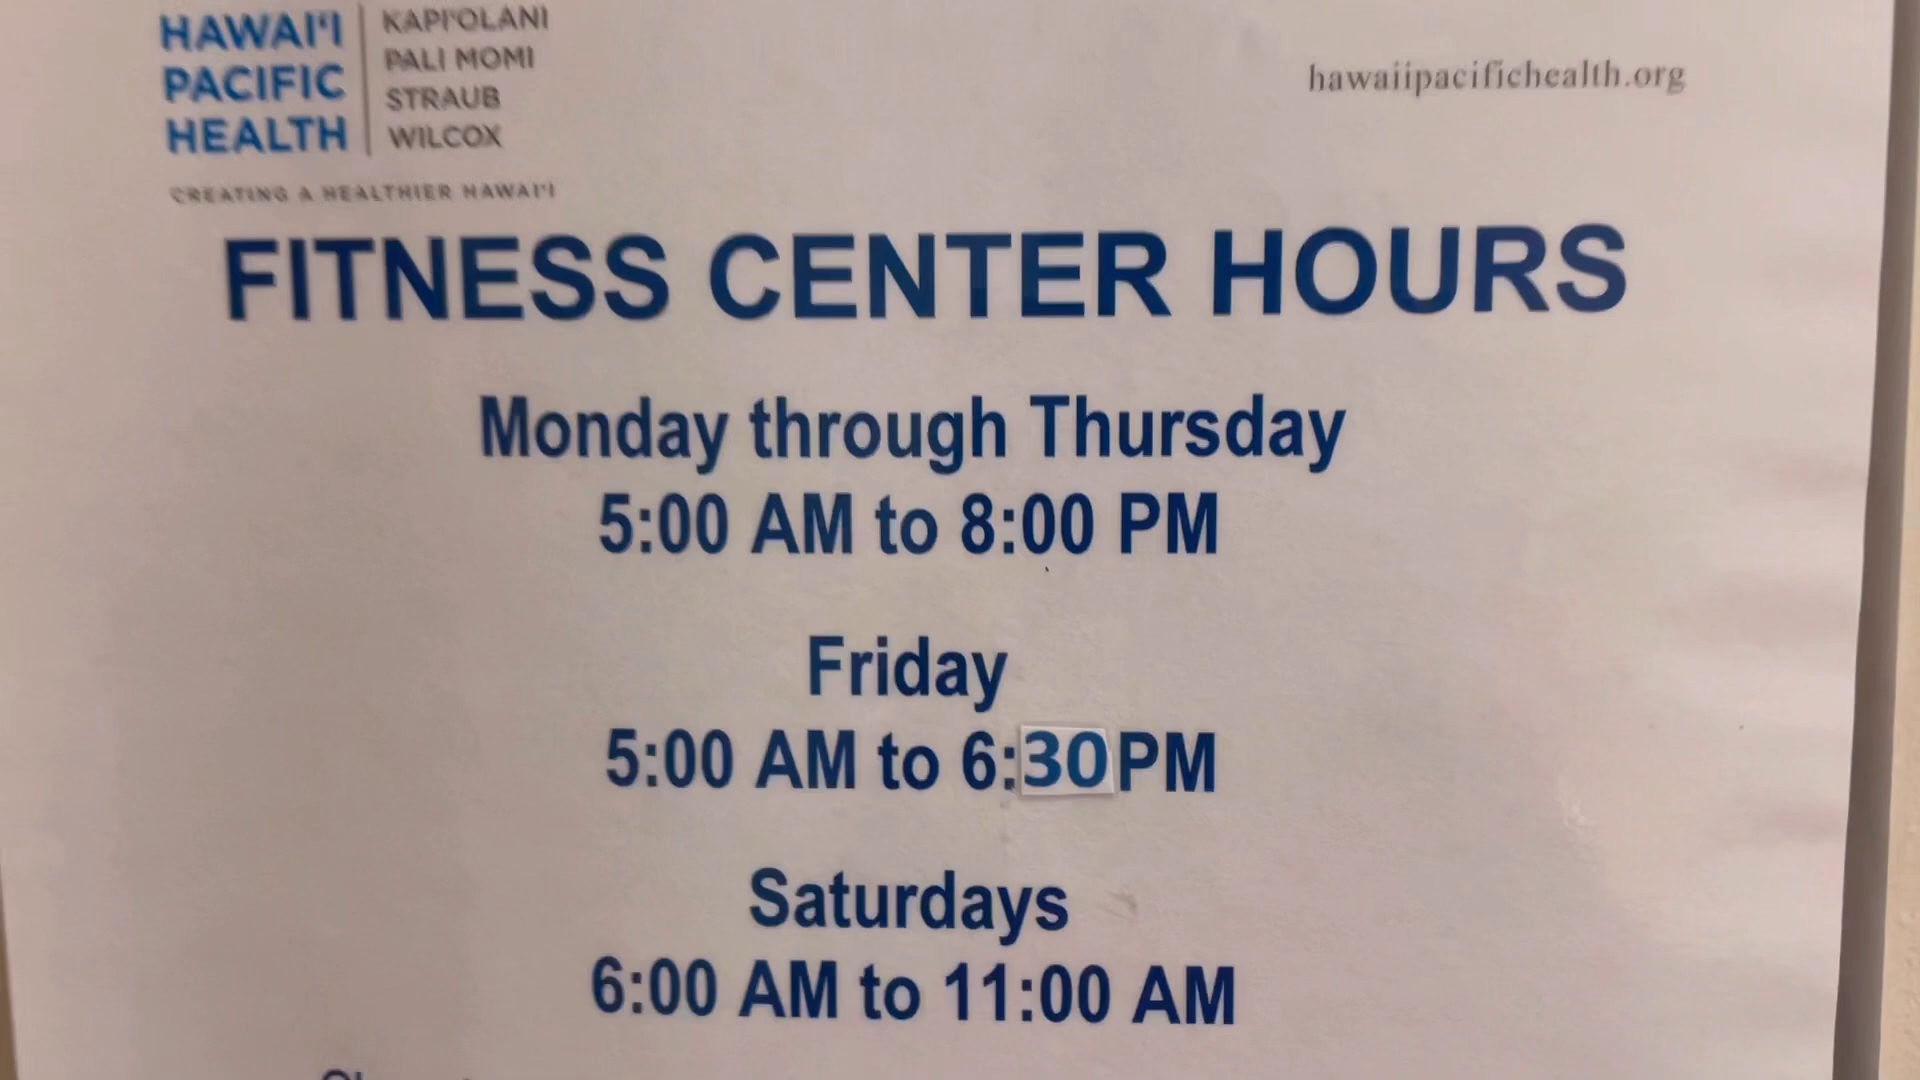 HAWAI'I
PACIFIC
HEALTH
KAPI'OLANI
PALI MOMI
STRAUB
WILCOX
CREATING A HEALTHIER HAWAI'I
hawaiipacifichealth.org
FITNESS CENTER HOURS
Monday through Thursday
5:00 AM to 8:00 PM
Friday
5:00 AM to 6:30 PM
Saturdays
6:00 AM to 11:00 AM